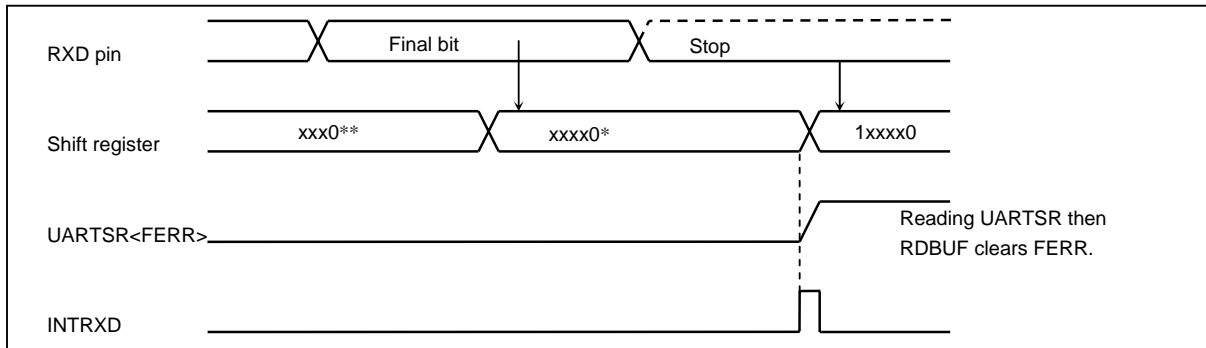 RXD pin
Final bit
Stop
Shift register
xxx0**
xxxx0*
1xxxx0
UARTSR<FERR>
Reading UARTSR then
RDBUF clears FERR.
INTRXD